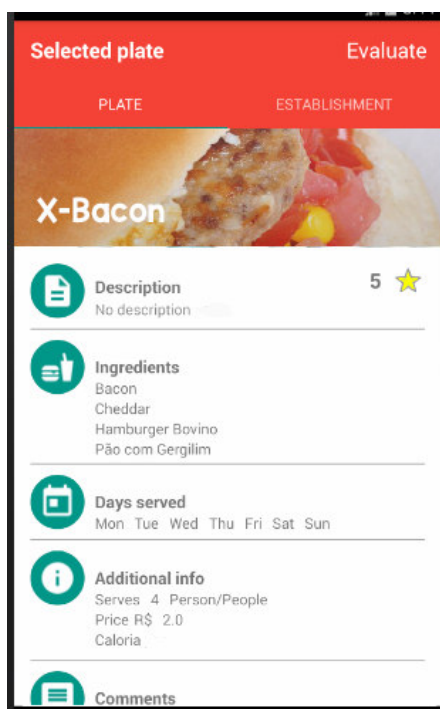 Selected plate
Evaluate
PLATE
ESTABLISHMENT
X-Bacon
Description
5
No description
Ingredients
Bacon
Cheddar
Hamburger Bovino
Pão com Gergilim
Days served
Mon Tue Wed Thu Fri Sat Sun
Additional info
Serves 4 Person/People
Price R$ 2.0
Caloria
Comments